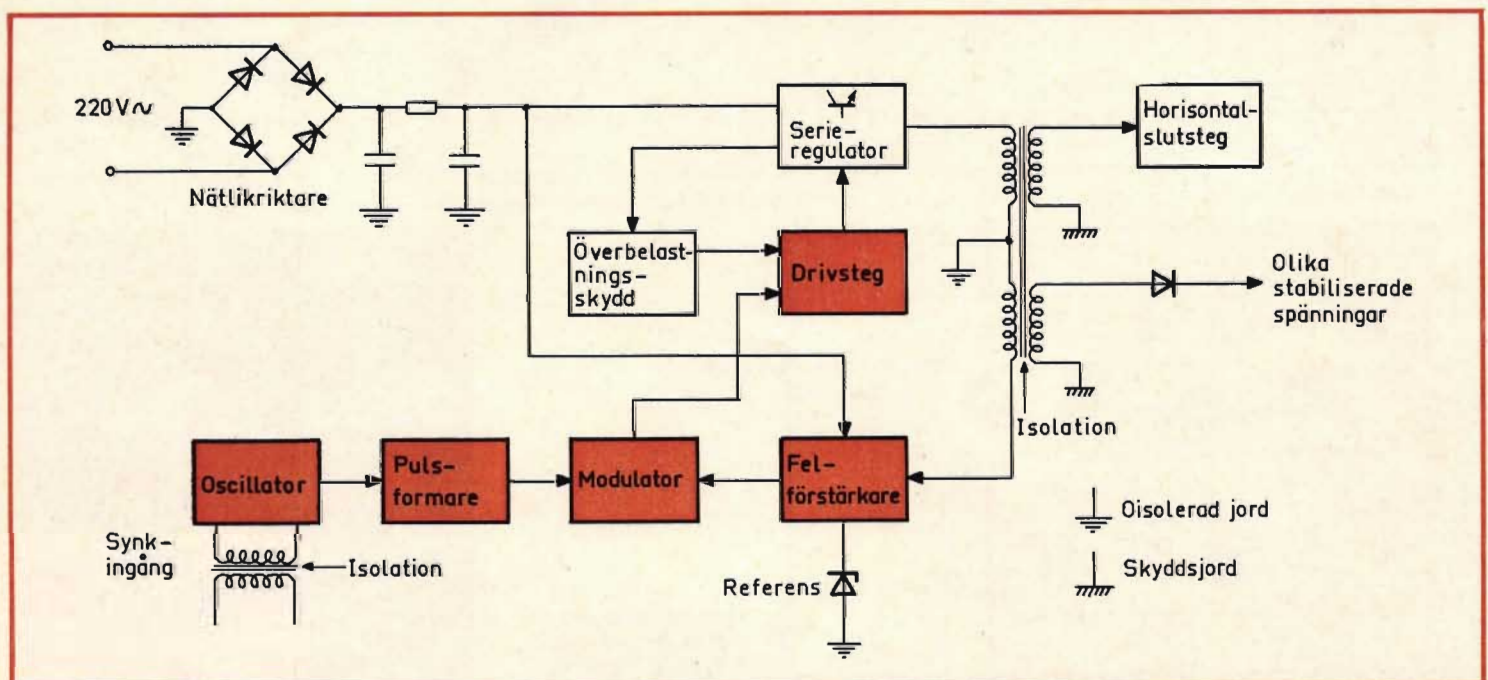 220 V~
Nätlikriktare
Serie-
regulator
Horisontal-
slutsteg
Överbelast-
nings-
skydd
Drivsteg
Olika
stabiliserade
spänningar
Isolation
Oscillator
Puls-
formare
Modulator
Fel-
förstärkare
Synk-
ingång
Isolation
Referens
Oisolerad jord
Skyddsjord